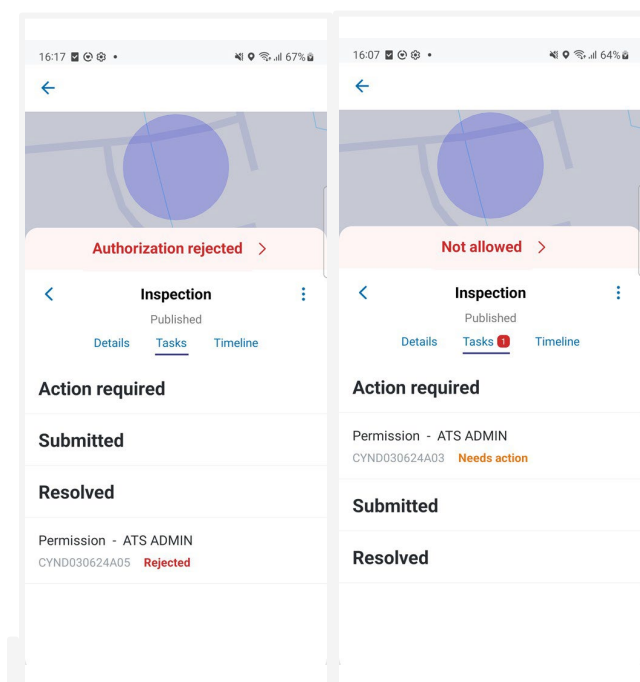 16:17
67%
Authorization rejected
Inspection
Published
Details Tasks Timeline
Action required
Submitted
Resolved
Permission - ATS ADMIN
CYND030624A05 Rejected
16:07
64%
Not allowed
Inspection
Published
Details Tasks 1 Timeline
Action required
Permission - ATS ADMIN
CYND030624A03 Needs action
Submitted
Resolved